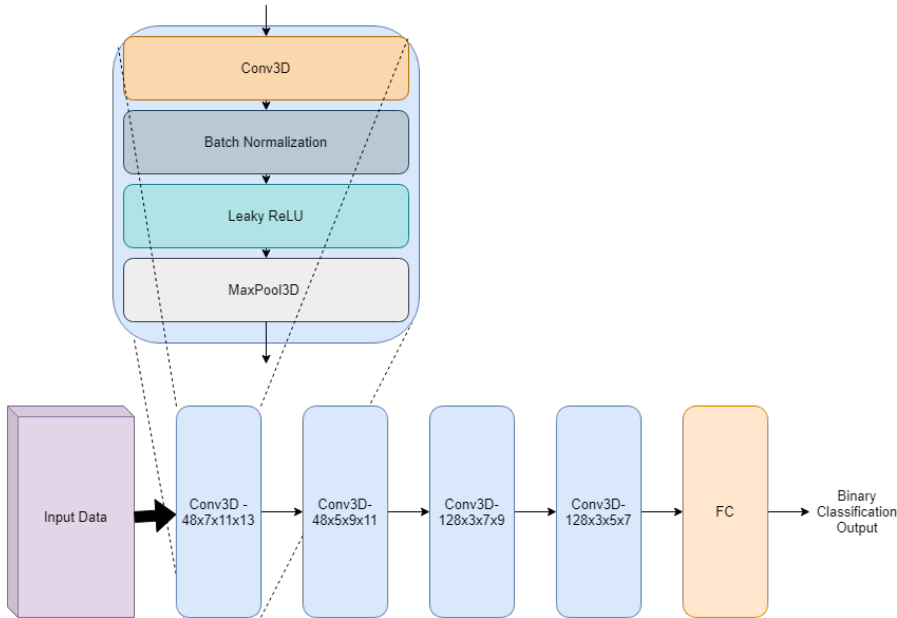 Conv3D
Batch Normalization
Leaky ReLU
MaxPool3D
Input Data
Conv3D -
48x7x11x13
Conv3D-
48x5x9x11
Conv3D-
128x3x7x9
Conv3D-
128x3x5x7
FC
Binary
Classification
Output